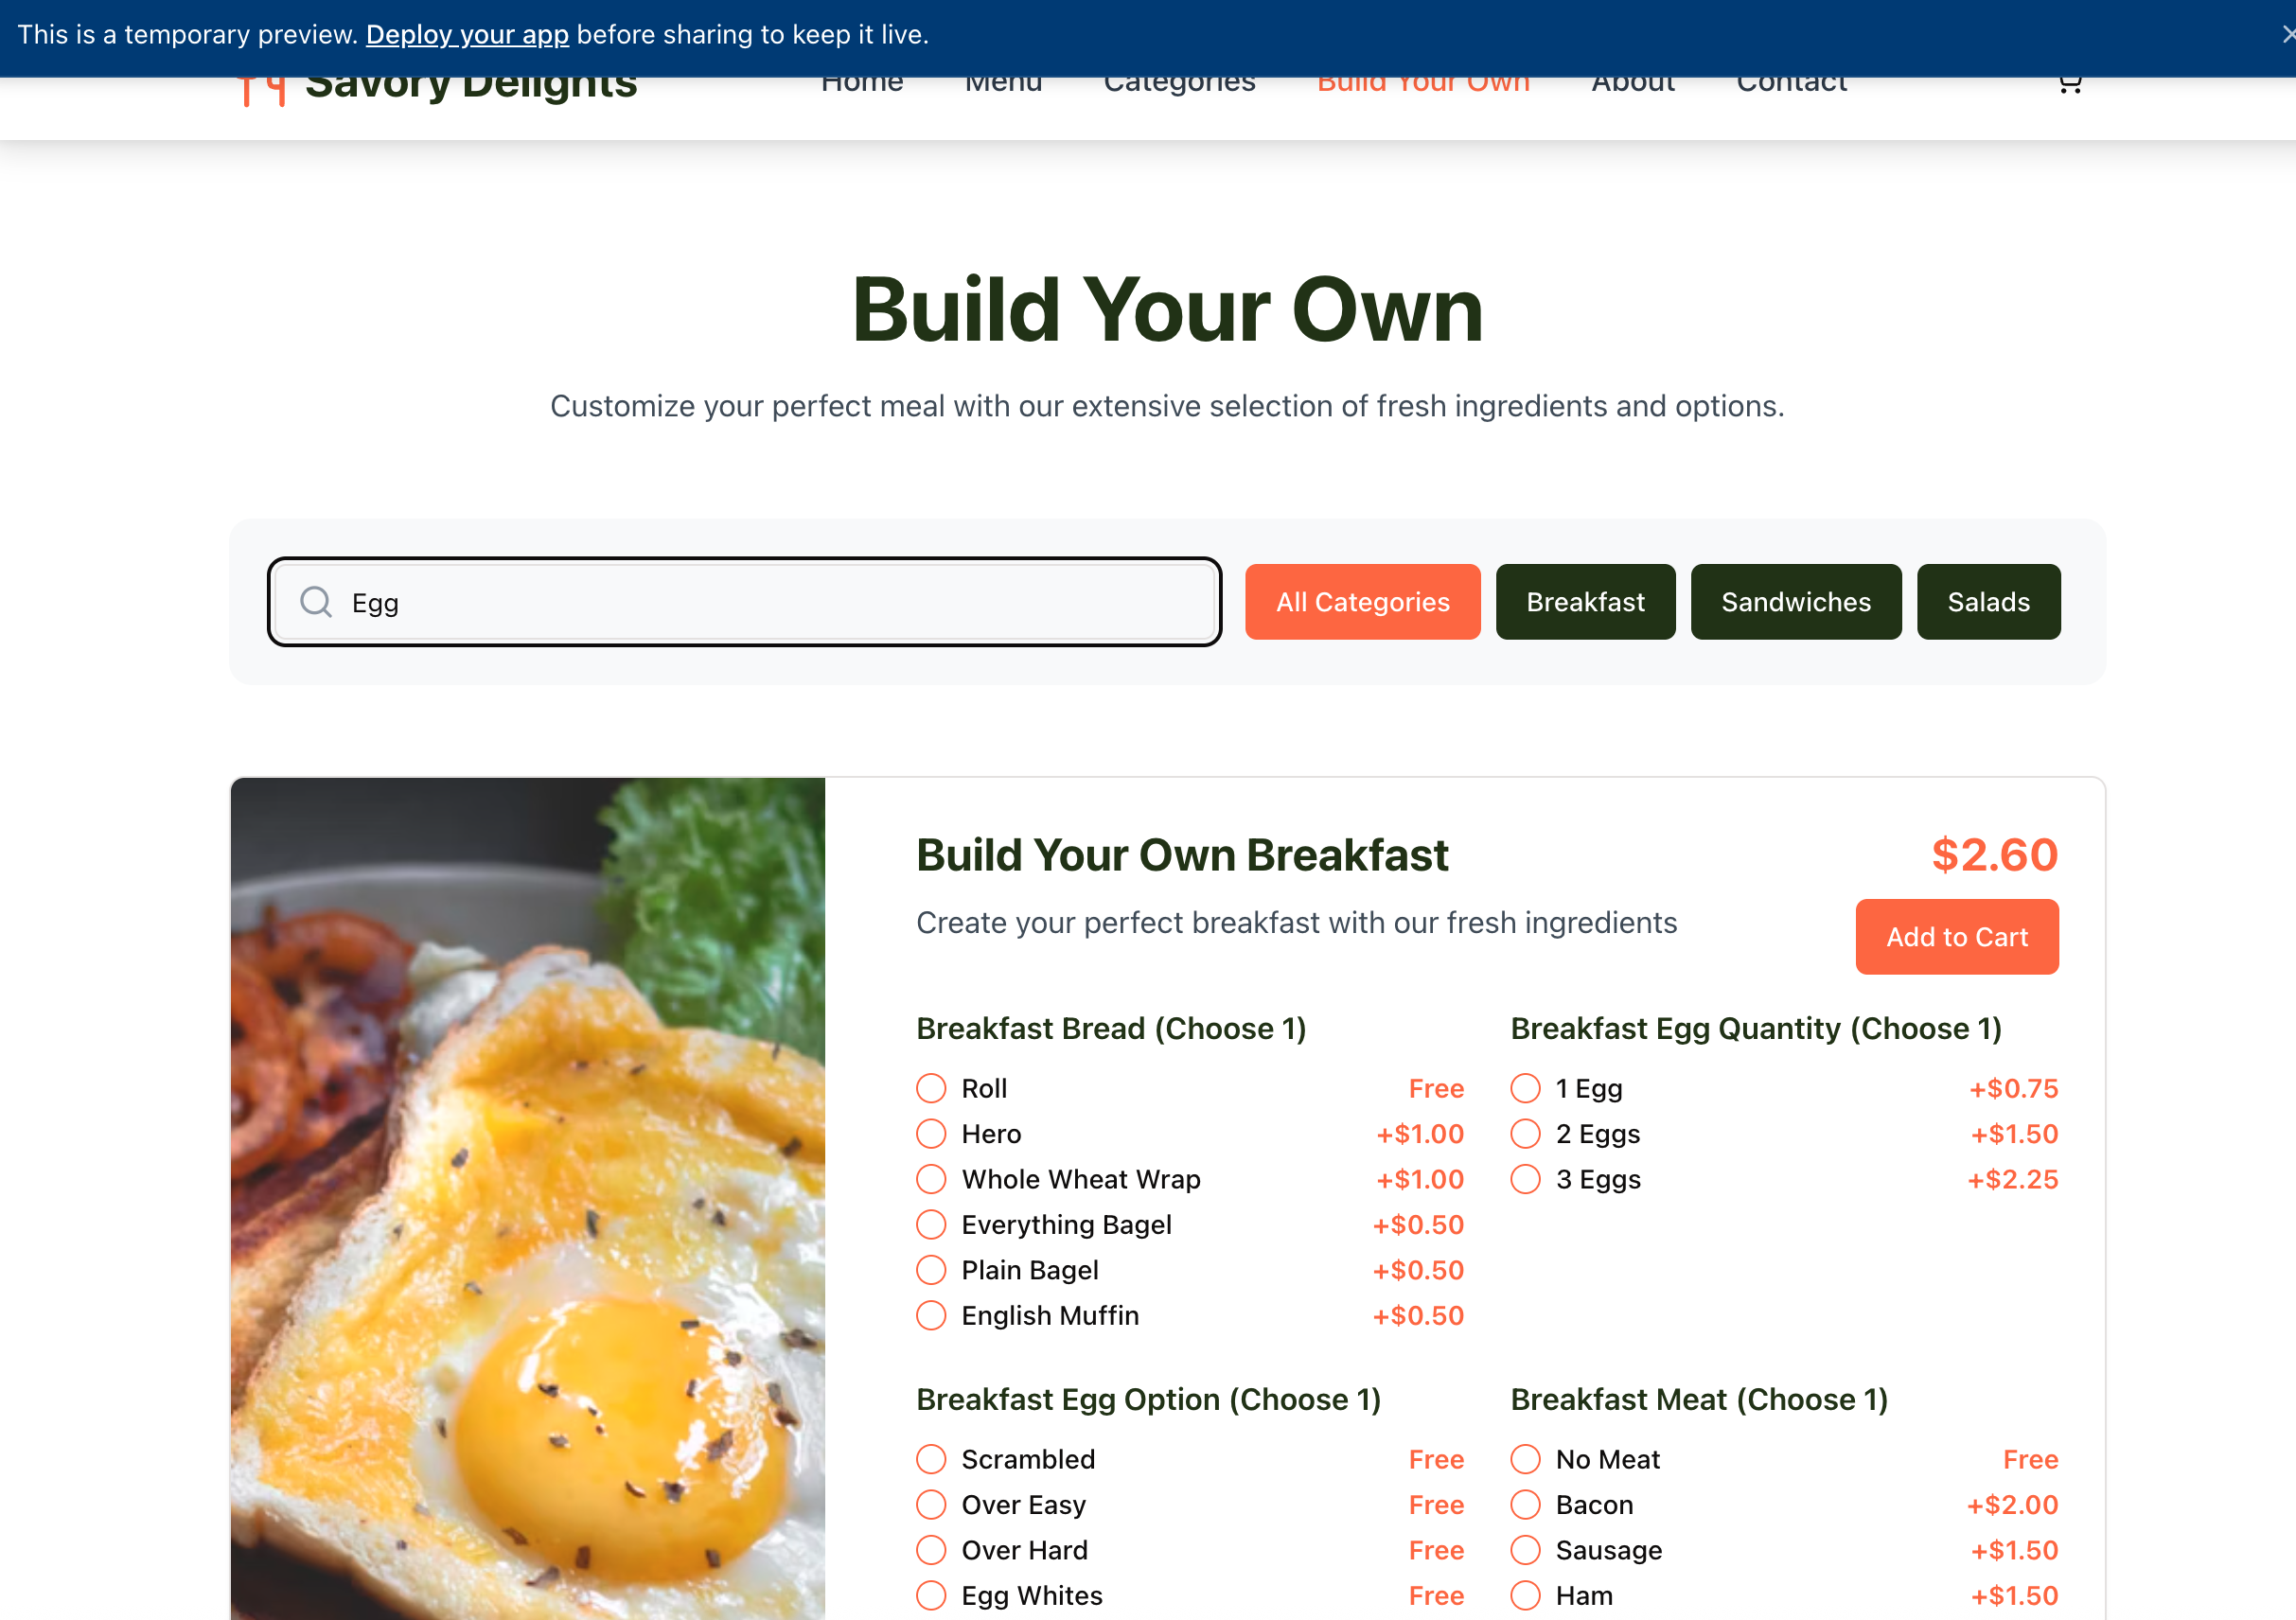 This is a temporary preview. Deploy your app before sharing to keep it live.
Savory Delights
Home Menu Categories Build Your Own About Contact
Build Your Own
Customize your perfect meal with our extensive selection of fresh ingredients and options.
Egg
All Categories Breakfast Sandwiches Salads
Build Your Own Breakfast $2.60
Create your perfect breakfast with our fresh ingredients
Add to Cart
Breakfast Bread (Choose 1)
Roll Free
Hero +$1.00
Whole Wheat Wrap +$1.00
Everything Bagel +$0.50
Plain Bagel +$0.50
English Muffin +$0.50
Breakfast Egg Quantity (Choose 1)
1 Egg +$0.75
2 Eggs +$1.50
3 Eggs +$2.25
Breakfast Egg Option (Choose 1)
Scrambled Free
Over Easy Free
Over Hard Free
Egg Whites Free
Breakfast Meat (Choose 1)
No Meat Free
Bacon +$2.00
Sausage +$1.50
Ham +$1.50